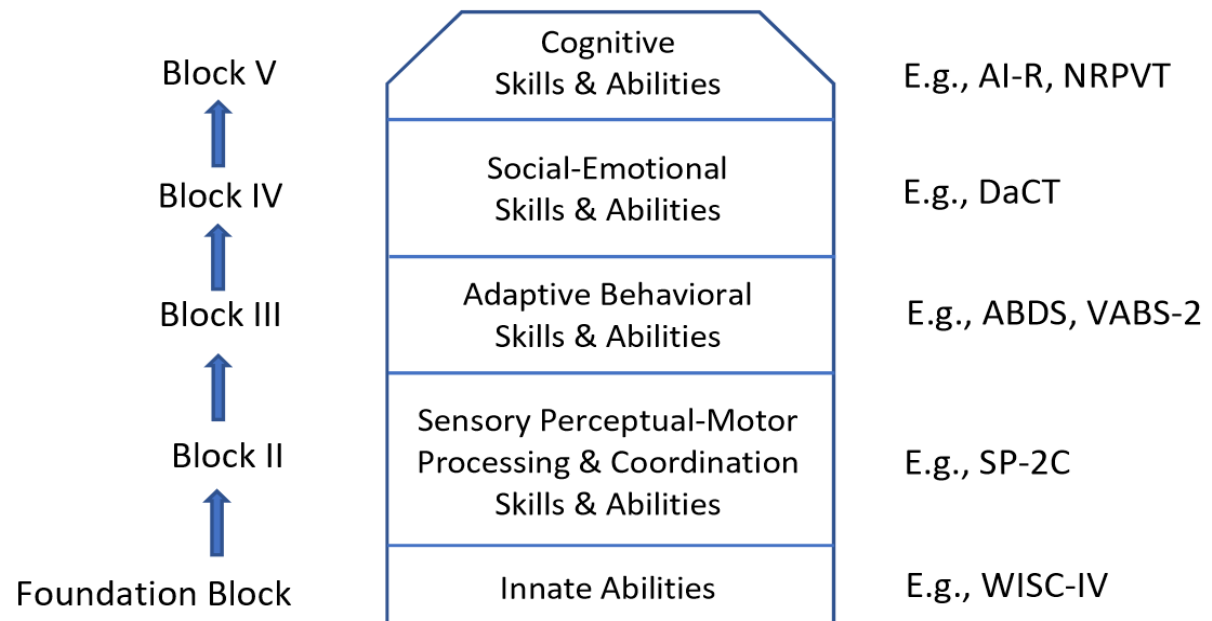 Block V
Cognitive
Skills & Abilities
E.g., AI-R, NRPVT
Block IV
Social-Emotional
Skills & Abilities
E.g., DaCT
Block III
Adaptive Behavioral
Skills & Abilities
E.g., ABDS, VABS-2
Block II
Sensory Perceptual-Motor
Processing & Coordination
Skills & Abilities
E.g., SP-2C
Foundation Block
Innate Abilities
E.g., WISC-IV